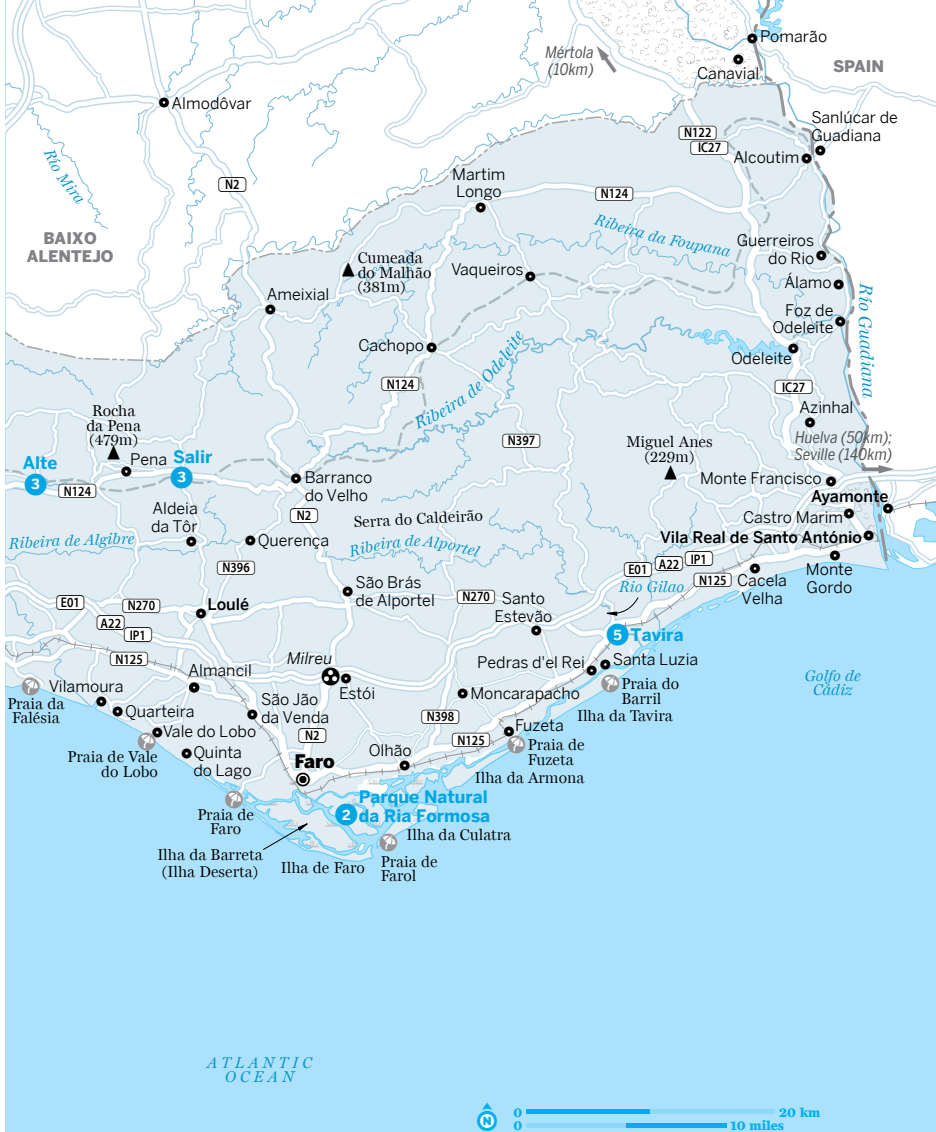 Pomarão
Mértola
(10km)
Canavial
SPAIN
Almodôvar
Sanlúcar de
Guadiana
N122
IC27
Alcoutim
Río Mira
N2
Martim
Longo
N124
BAIXO
ALENTEJO
Ribeira da Foupana
Guerreiros
do Rio
Cumeada
do Malhão
(381m)
Vaqueiros
Álamo
Río Guadiana
Ameixial
Foz de
Odeleite
Cachopo
Odeleite
Ribeira de Odeleite
N124
IC27
Rocha
da Pena
(479m)
Azinhal
Huelva (50km);
Seville (140km)
N397
Miguel Anes
(229m)
Alte
3
Pena
Salir
3
N124
Barranco
do Velho
Monte Francisco
Ayamonte
Castro Marim
Aldeia
da Tôr
N2
Serra do Caldeirão
Vila Real de Santo António
Ribeira de Algibre
Querença
Ribeira de Alportel
Monte
Gordo
N396
E01
A22
IP1
N125
Cacela
Velha
São Brás
de Alportel
N270
Rio Gilao
Santo
Estevão
E01
N270
Loulé
A22
IP1
5
Tavira
N125
Milreu
Estói
Pedras d'el Rei
Santa Luzia
Almancil
Golfo de
Cádiz
Vilamoura
Praia da
Falésia
Quarteira
São Jão
da Venda
Moncarapacho
Praia do
Barril
Ilha da Tavira
Vale do Lobo
N398
Praia de Vale
do Lobo
Quinta
do Lago
N2
Olhão
N125
Fuzeta
Praia de
Fuzeta
Faro
Ilha da Armona
Praia de
Faro
2
Parque Natural
da Ria Formosa
Ilha da Culatra
Ilha da Barreta
(Ilha Deserta)
Ilha de Faro
Praia de
Farol
ATLANTIC
OCEAN
N
0
20 km
0
10 miles